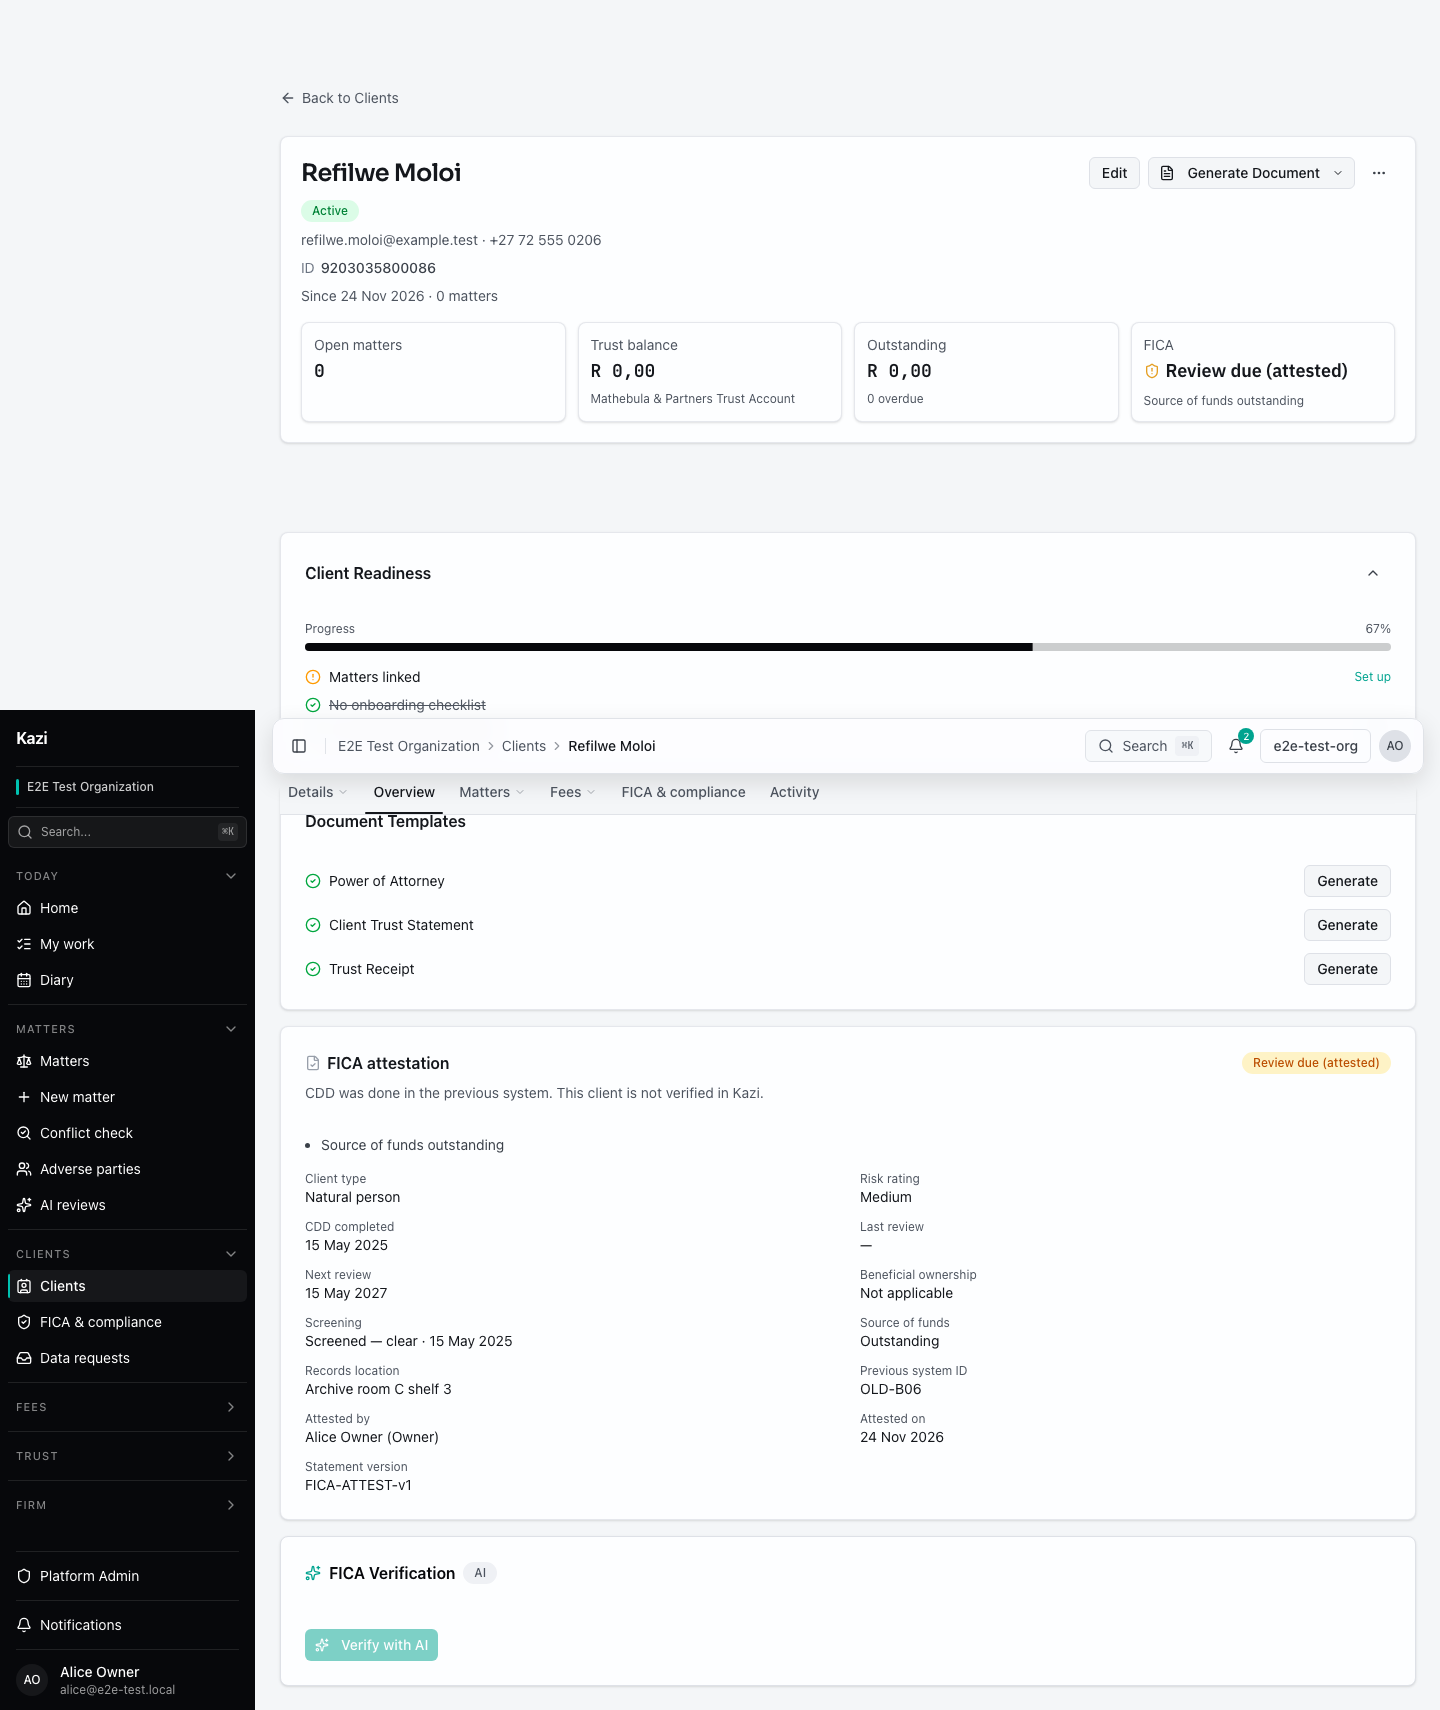 Back to Clients
Refilwe Moloi
Edit
Generate Document
Active
refilwe.moloi@example.test · +27 72 555 0206
ID 9203035800086
Since 24 Nov 2026 · 0 matters
Open matters
0
Trust balance
R 0,00
Mathebula & Partners Trust Account
Outstanding
R 0,00
0 overdue
FICA
Review due (attested)
Source of funds outstanding
Client Readiness
Progress
67%
Matters linked
Set up
No onboarding checklist
Kazi
E2E Test Organization
Search...
⌘K
TODAY
Home
My work
Diary
MATTERS
Matters
New matter
Conflict check
Adverse parties
AI reviews
CLIENTS
Clients
FICA & compliance
Data requests
FEES
TRUST
FIRM
Platform Admin
Notifications
AO
Alice Owner
alice@e2e-test.local
E2E Test Organization
Clients
Refilwe Moloi
Search
⌘K
2
e2e-test-org
AO
Details
Overview
Matters
Fees
FICA & compliance
Activity
Document Templates
Power of Attorney
Generate
Client Trust Statement
Generate
Trust Receipt
Generate
FICA attestation
Review due (attested)
CDD was done in the previous system. This client is not verified in Kazi.
• Source of funds outstanding
Client type
Natural person
Risk rating
Medium
CDD completed
15 May 2025
Last review
—
Next review
15 May 2027
Beneficial ownership
Not applicable
Screening
Screened — clear · 15 May 2025
Source of funds
Outstanding
Records location
Archive room C shelf 3
Previous system ID
OLD-B06
Attested by
Alice Owner (Owner)
Attested on
24 Nov 2026
Statement version
FICA-ATTEST-v1
FICA Verification
AI
Verify with AI